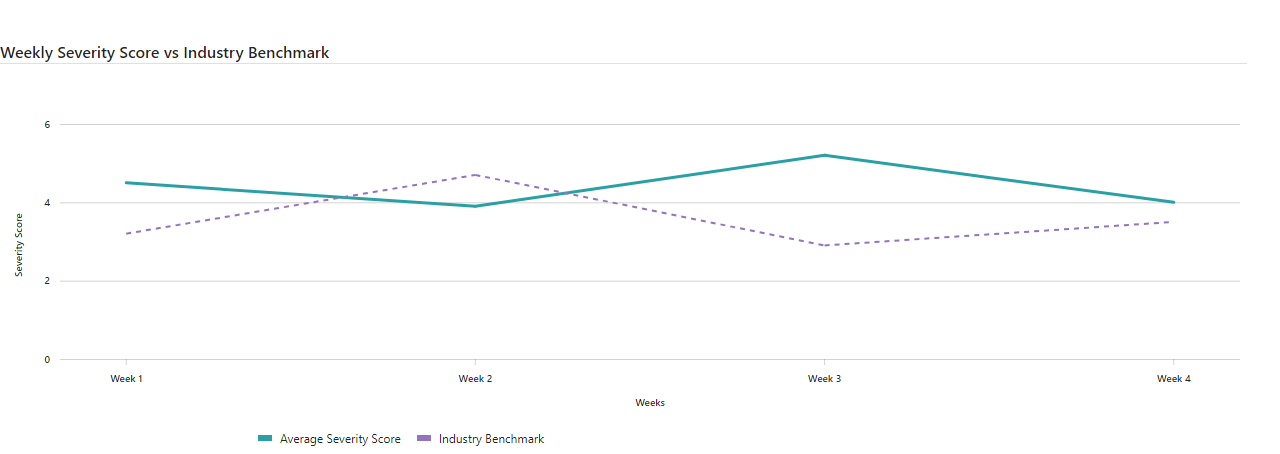 Weekly Severity Score vs Industry Benchmark
6
4
2
0
Severity Score
Week 1 Week 2 Week 3 Week 4
Weeks
Average Severity Score Industry Benchmark